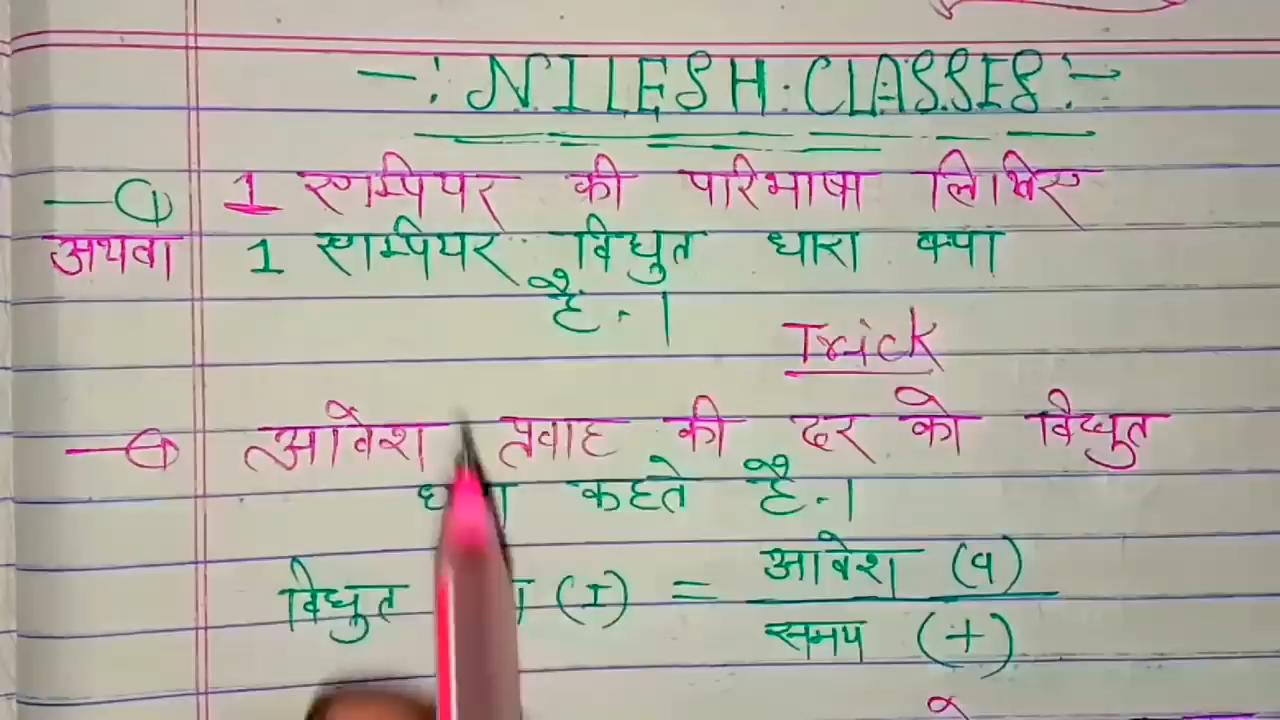 -: NILESH CLASSES :-
1 एम्पियर की परिभाषा लिखिए
अथवा 1 एम्पियर विधुत धारा क्या
है.।
Trick
आवेश प्रवाह की दर को विधुत
कहते है.।
विधुत (I) = आवेश (q)
समय (t)